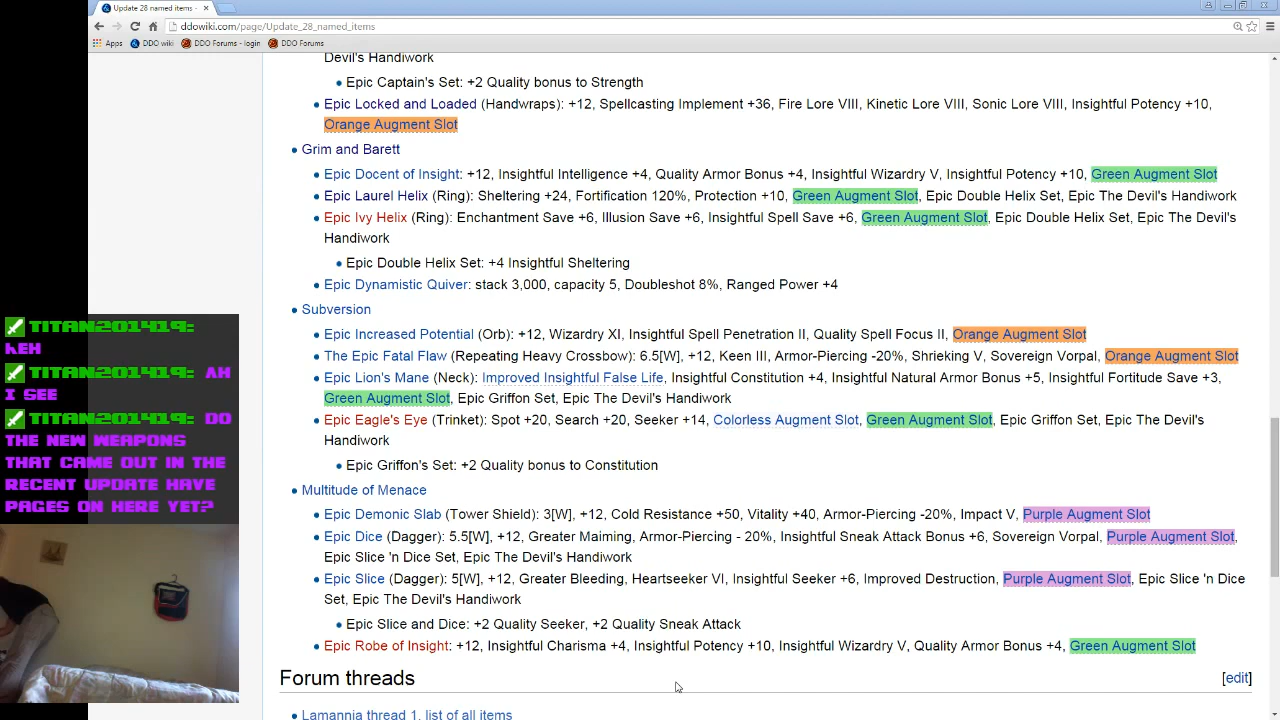 Update 28 named items - ×
ddowiki.com/page/Update_28_named_items
Apps DDO wiki DDO Forums - login DDO Forums
Devil's Handiwork
Epic Captain's Set: +2 Quality bonus to Strength
Epic Locked and Loaded (Handwraps): +12, Spellcasting Implement +36, Fire Lore VIII, Kinetic Lore VIII, Sonic Lore VIII, Insightful Potency +10,
Orange Augment Slot
Grim and Barett
Epic Docent of Insight: +12, Insightful Intelligence +4, Quality Armor Bonus +4, Insightful Wizardry V, Insightful Potency +10, Green Augment Slot
Epic Laurel Helix (Ring): Sheltering +24, Fortification 120%, Protection +10, Green Augment Slot, Epic Double Helix Set, Epic The Devil's Handiwork
Epic Ivy Helix (Ring): Enchantment Save +6, Illusion Save +6, Insightful Spell Save +6, Green Augment Slot, Epic Double Helix Set, Epic The Devil's
Handiwork
Epic Double Helix Set: +4 Insightful Sheltering
Epic Dynamistic Quiver: stack 3,000, capacity 5, Doubleshot 8%, Ranged Power +4
Subversion
Epic Increased Potential (Orb): +12, Wizardry XI, Insightful Spell Penetration II, Quality Spell Focus II, Orange Augment Slot
The Epic Fatal Flaw (Repeating Heavy Crossbow): 6.5[W], +12, Keen III, Armor-Piercing -20%, Shrieking V, Sovereign Vorpal, Orange Augment Slot
Epic Lion's Mane (Neck): Improved Insightful False Life, Insightful Constitution +4, Insightful Natural Armor Bonus +5, Insightful Fortitude Save +3,
Green Augment Slot, Epic Griffon Set, Epic The Devil's Handiwork
Epic Eagle's Eye (Trinket): Spot +20, Search +20, Seeker +14, Colorless Augment Slot, Green Augment Slot, Epic Griffon Set, Epic The Devil's
Handiwork
Epic Griffon's Set: +2 Quality bonus to Constitution
Multitude of Menace
Epic Demonic Slab (Tower Shield): 3[W], +12, Cold Resistance +50, Vitality +40, Armor-Piercing -20%, Impact V, Purple Augment Slot
Epic Dice (Dagger): 5.5[W], +12, Greater Maiming, Armor-Piercing - 20%, Insightful Sneak Attack Bonus +6, Sovereign Vorpal, Purple Augment Slot,
Epic Slice 'n Dice Set, Epic The Devil's Handiwork
Epic Slice (Dagger): 5[W], +12, Greater Bleeding, Heartseeker VI, Insightful Seeker +6, Improved Destruction, Purple Augment Slot, Epic Slice 'n Dice
Set, Epic The Devil's Handiwork
Epic Slice and Dice: +2 Quality Seeker, +2 Quality Sneak Attack
Epic Robe of Insight: +12, Insightful Charisma +4, Insightful Potency +10, Insightful Wizardry V, Quality Armor Bonus +4, Green Augment Slot
Forum threads [edit]
Lamannia thread 1, list of all items
TITAN201419:
HEH
TITAN201419: AH
I SEE
TITAN201419: DO
THE NEW WEAPONS
THAT CAME OUT IN THE
RECENT UPDATE HAVE
PAGES ON HERE YET?